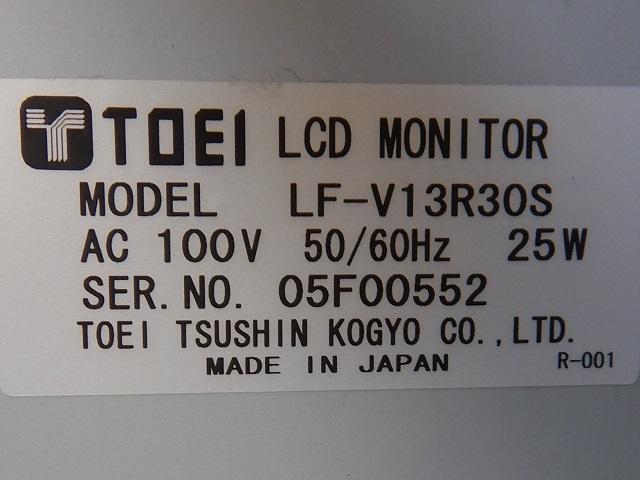 TOEI LCD MONITOR
MODEL LF-V13R30S
AC 100V 50/60Hz 25W
SER. NO. 05F00552
TOEI TSUSHIN KOGYO CO., LTD.
MADE IN JAPAN R-001